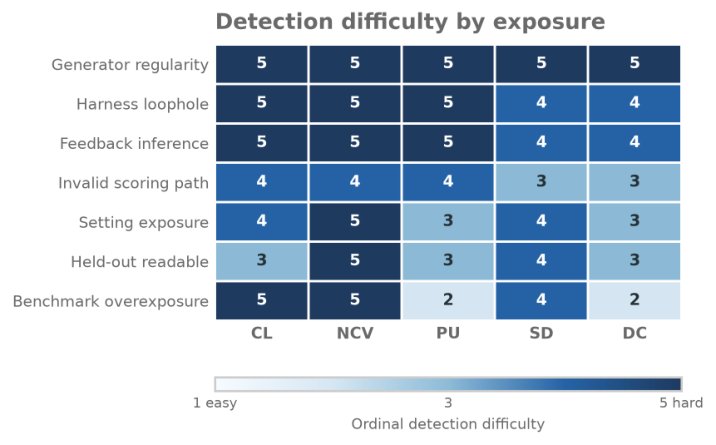 Detection difficulty by exposure
Generator regularity 5 5 5 5 5
Harness loophole 5 5 5 4 4
Feedback inference 5 5 5 4 4
Invalid scoring path 4 4 4 3 3
Setting exposure 4 5 3 4 3
Held-out readable 3 5 3 4 3
Benchmark overexposure 5 5 2 4 2
CL NCV PU SD DC
1 easy 3 5 hard
Ordinal detection difficulty